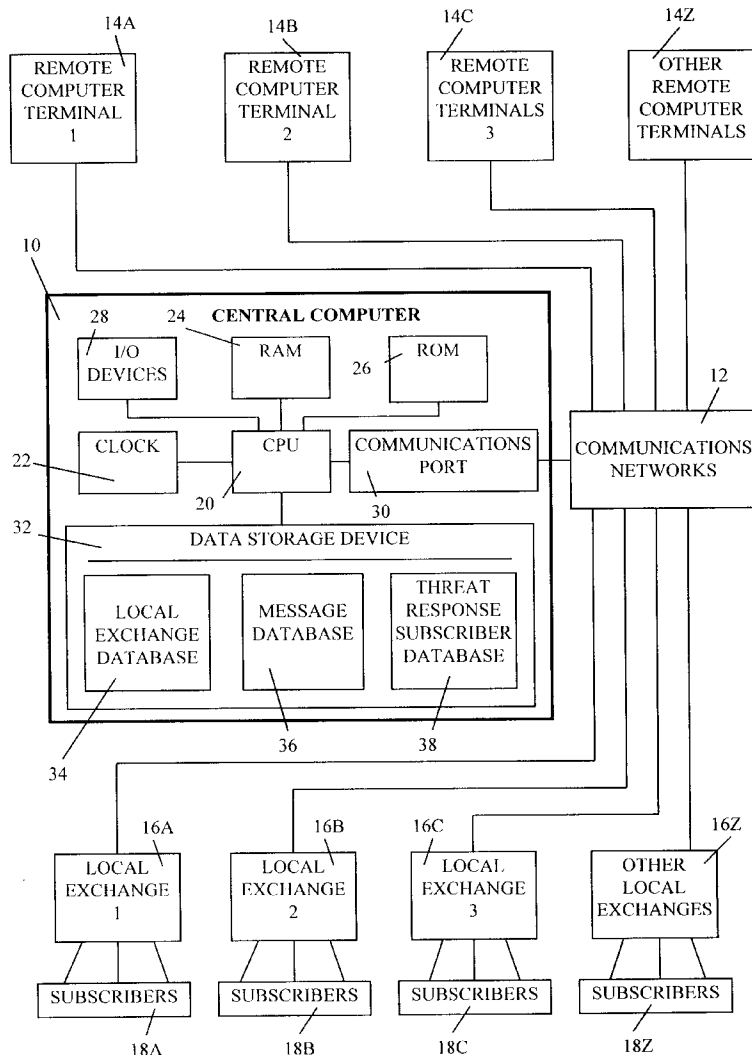 14A
14B
14C
14Z
REMOTE
COMPUTER
TERMINAL
1
REMOTE
COMPUTER
TERMINAL
2
REMOTE
COMPUTER
TERMINALS
3
OTHER
REMOTE
COMPUTER
TERMINALS
10
CENTRAL COMPUTER
28
I/O
DEVICES
24
RAM
26
ROM
12
COMMUNICATIONS
NETWORKS
CLOCK
22
CPU
20
COMMUNICATIONS
PORT
30
32
DATA STORAGE DEVICE
LOCAL
EXCHANGE
DATABASE
MESSAGE
DATABASE
THREAT
RESPONSE
SUBSCRIBER
DATABASE
34
36
38
16A
16B
16C
16Z
LOCAL
EXCHANGE
1
LOCAL
EXCHANGE
2
LOCAL
EXCHANGE
3
OTHER
LOCAL
EXCHANGES
SUBSCRIBERS
SUBSCRIBERS
SUBSCRIBERS
SUBSCRIBERS
18A
18B
18C
18Z